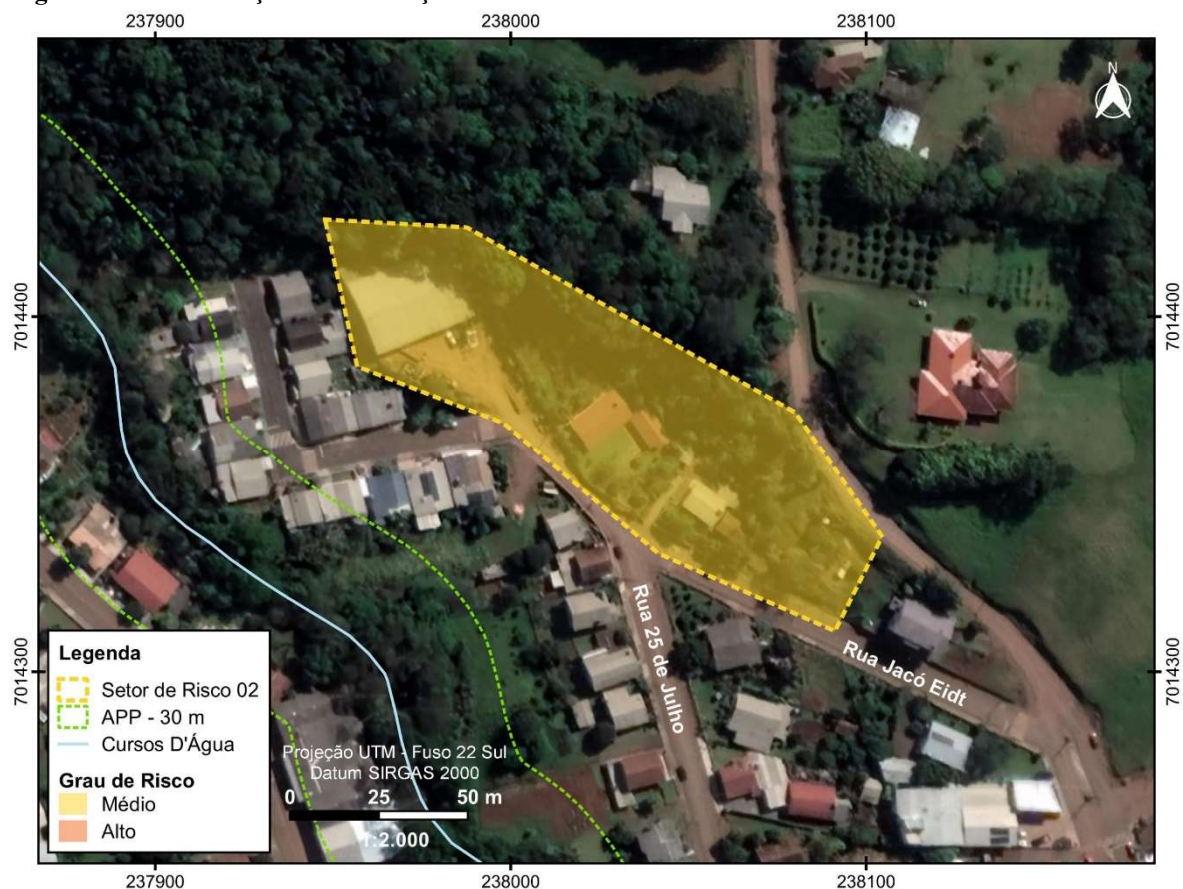 237900
238000
238100
N
7014400
7014400
7014300
7014300
Rua 25 de Julho
Rua Jacó Eidt
Legenda
Setor de Risco 02
APP - 30 m
Cursos D'Água
Grau de Risco
Médio
Alto
Projeção UTM - Fuso 22 Sul
Datum SIRGAS 2000
0 25 50 m
1:2.000
237900
238000
238100